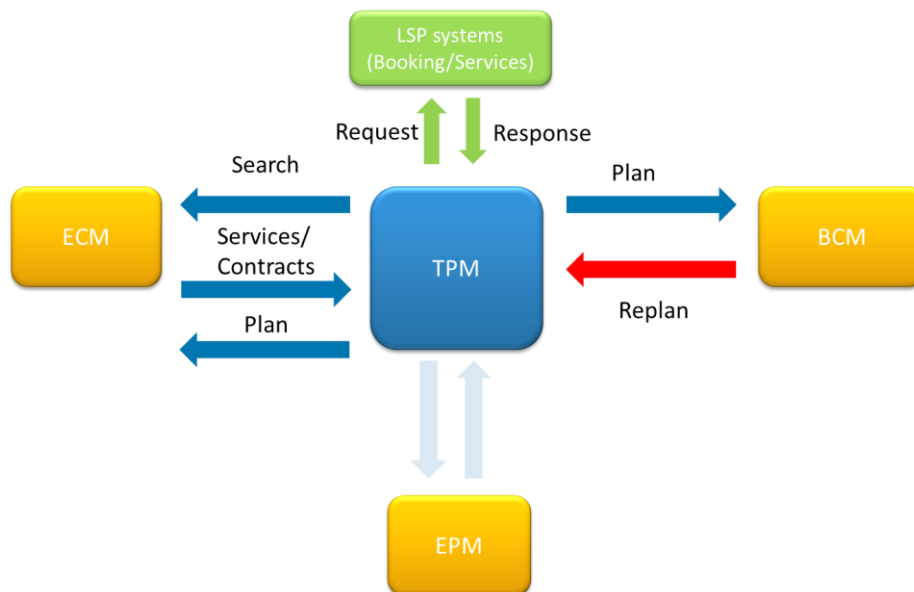 LSP systems
(Booking/Services)
Request
Response
Search
Plan
ECM
Services/
Contracts
TPM
BCM
Plan
Replan
EPM